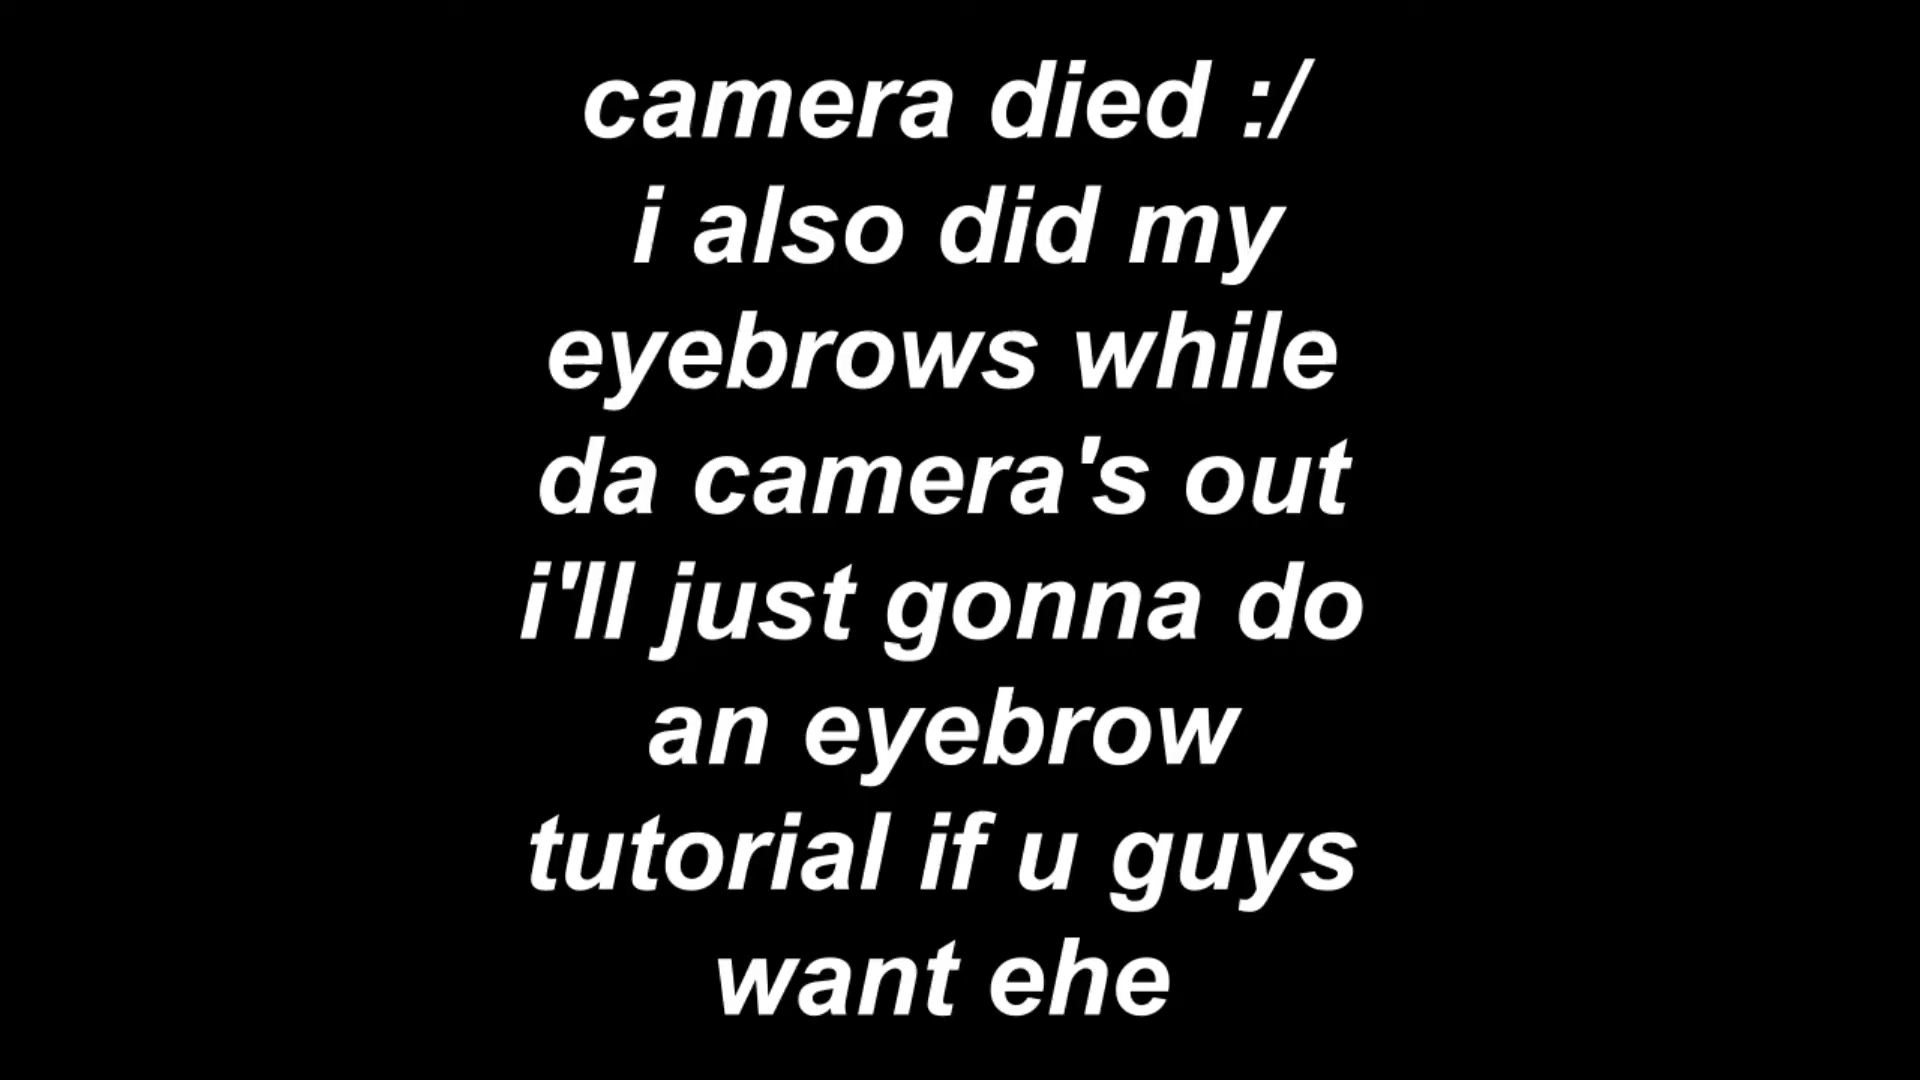 camera died :/
i also did my
eyebrows while
da camera's out
i'll just gonna do
an eyebrow
tutorial if u guys
want ehe